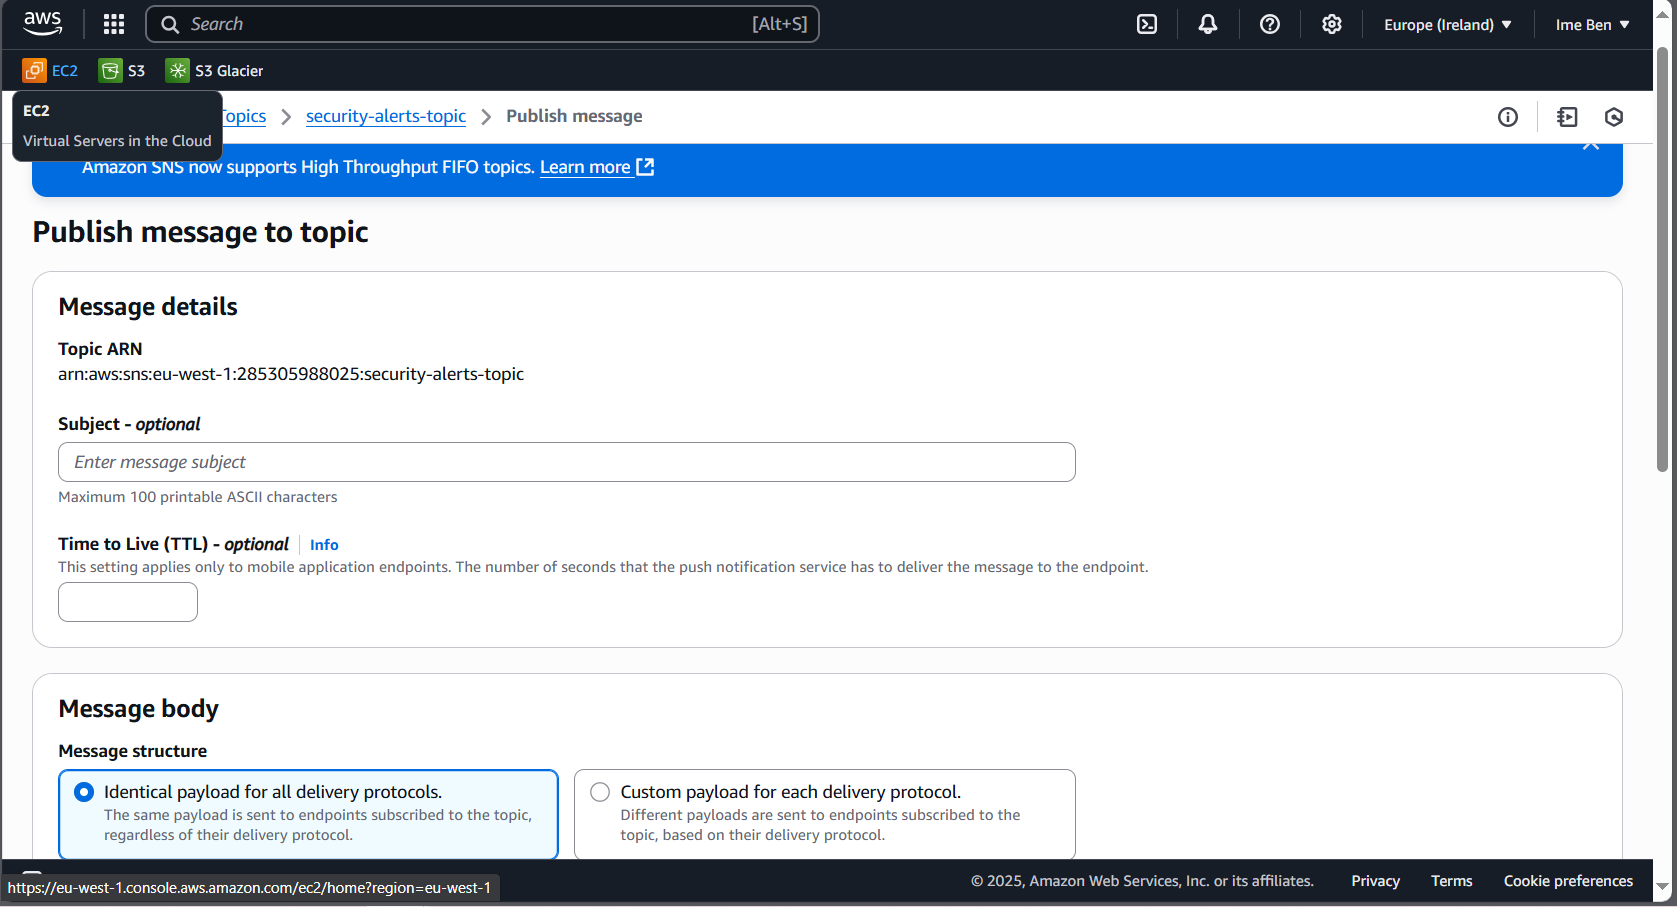 aws
Search [Alt+S]
Europe (Ireland)
Ime Ben
EC2
S3
S3 Glacier
EC2
Virtual Servers in the Cloud
Topics
security-alerts-topic
Publish message
Amazon SNS now supports High Throughput FIFO topics. Learn more
Publish message to topic
Message details
Topic ARN
arn:aws:sns:eu-west-1:285305988025:security-alerts-topic
Subject - optional
Enter message subject
Maximum 100 printable ASCII characters
Time to Live (TTL) - optional
Info
This setting applies only to mobile application endpoints. The number of seconds that the push notification service has to deliver the message to the endpoint.
Message body
Message structure
Identical payload for all delivery protocols.
The same payload is sent to endpoints subscribed to the topic,
regardless of their delivery protocol.
Custom payload for each delivery protocol.
Different payloads are sent to endpoints subscribed to the
topic, based on their delivery protocol.
https://eu-west-1.console.aws.amazon.com/ec2/home?region=eu-west-1
© 2025, Amazon Web Services, Inc. or its affiliates.
Privacy
Terms
Cookie preferences